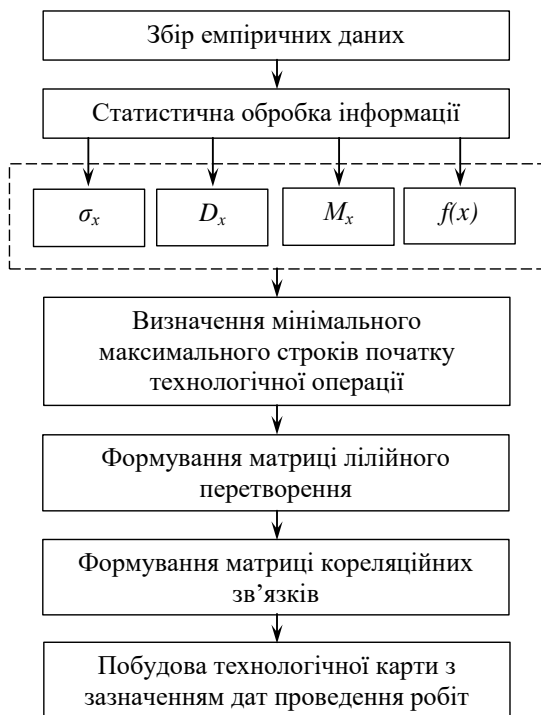 Збір емпіричних даних
Статистична обробка інформації
σx Dx Mx f(x)
Визначення мінімального
максимального строків початку
технологічної операції
Формування матриці лілійного
перетворення
Формування матриці кореляційних
зв’язків
Побудова технологічної карти з
зазначенням дат проведення робіт